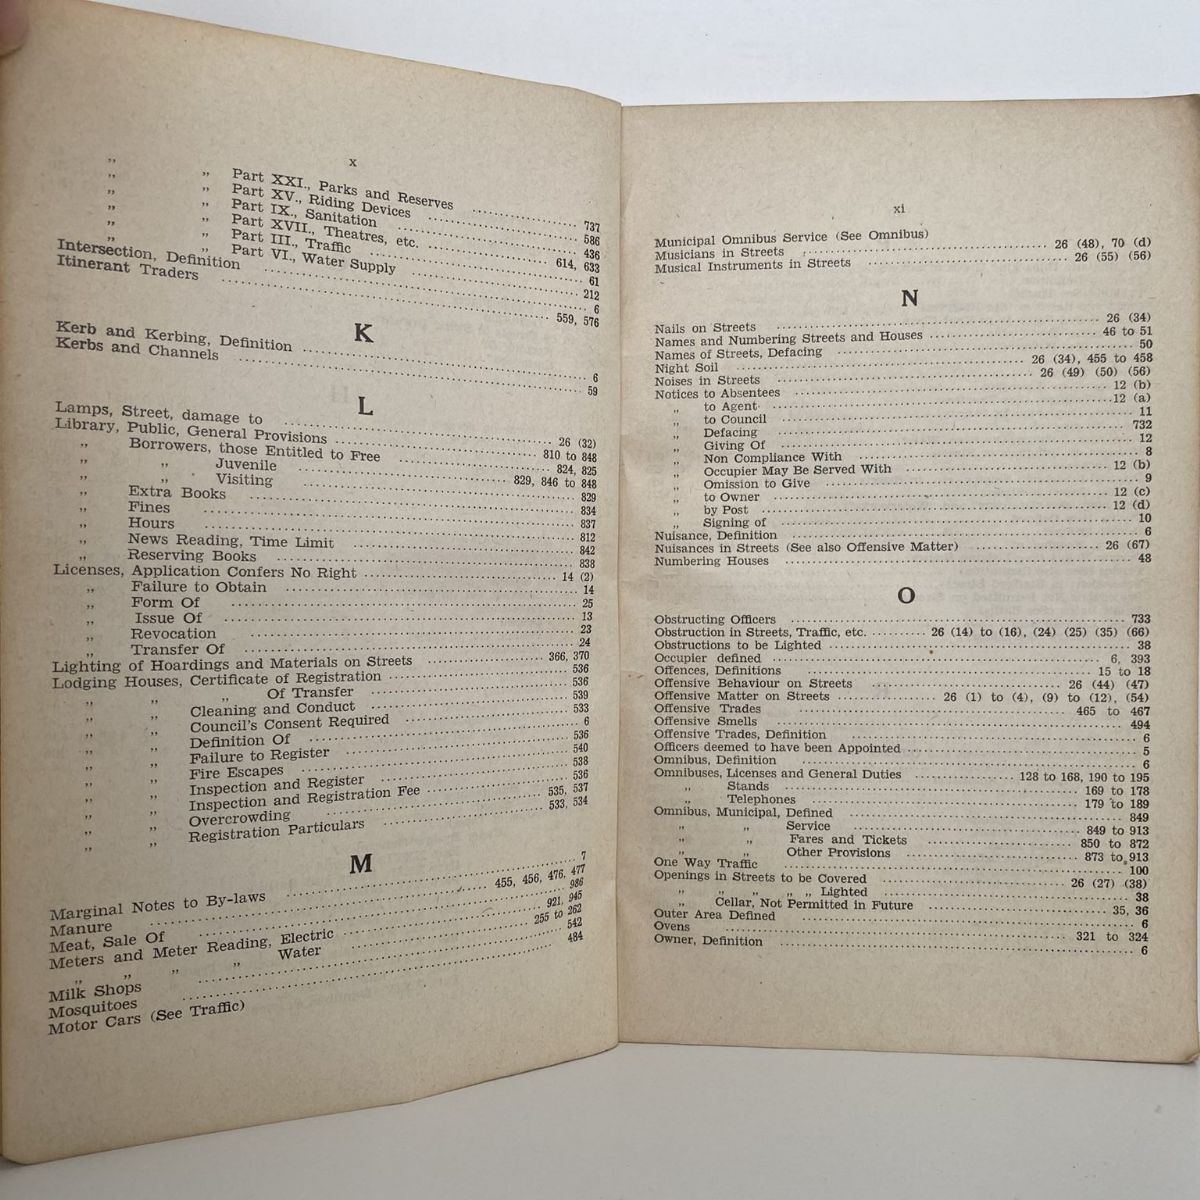 x
„ „ Part XXI., Parks and Reserves ........ 737
„ „ Part XV., Riding Devices ........ 586
„ „ Part IX., Sanitation ........ 436
„ „ Part XVII., Theatres, etc. ........ 614, 633
„ „ Part III., Traffic ........ 61
„ „ Part VI., Water Supply ........ 212
Intersection, Definition ........ 6
Itinerant Traders ........ 559, 576
K
Kerb and Kerbing, Definition ........ 6
Kerbs and Channels ........ 59
L
Lamps, Street, damage to ........ 26 (32)
Library, Public, General Provisions ........ 810 to 848
„ Borrowers, those Entitled to Free ........ 824, 825
„ „ Juvenile ........ 829, 846 to 848
„ „ Visiting ........ 829
„ Extra Books ........ 834
„ Fines ........ 837
„ Hours ........ 812
„ News Reading, Time Limit ........ 842
„ Reserving Books ........ 838
Licenses, Application Confers No Right ........ 14 (2)
„ Failure to Obtain ........ 14
„ Form Of ........ 25
„ Issue Of ........ 13
„ Revocation ........ 23
„ Transfer Of ........ 24
Lighting of Hoardings and Materials on Streets ........ 366, 370
Lodging Houses, Certificate of Registration ........ 536
„ „ „ Of Transfer ........ 536
„ „ Cleaning and Conduct ........ 539
„ „ Council's Consent Required ........ 533
„ „ Definition Of ........ 6
„ „ Failure to Register ........ 536
„ „ Fire Escapes ........ 540
„ „ Inspection and Register ........ 538
„ „ Inspection and Registration Fee ........ 536
„ „ Overcrowding ........ 535, 537
„ „ Registration Particulars ........ 533, 534
M
Marginal Notes to By-laws ........ 7
Manure ........ 455, 456, 476, 477
Meat, Sale Of ........ 986
Meters and Meter Reading, Electric ........ 921, 945
„ „ „ „ Water ........ 255 to 262
Milk Shops ........ 542
Mosquitoes ........ 484
Motor Cars (See Traffic)
xi
Municipal Omnibus Service (See Omnibus)
Musicians in Streets ........ 26 (48), 70 (d)
Musical Instruments in Streets ........ 26 (55) (56)
N
Nails on Streets ........ 26 (34)
Names and Numbering Streets and Houses ........ 46 to 51
Names of Streets, Defacing ........ 50
Night Soil ........ 26 (34), 455 to 458
Noises in Streets ........ 26 (49) (50) (56)
Notices to Absentees ........ 12 (b)
„ to Agent ........ 12 (a)
„ to Council ........ 11
„ Defacing ........ 732
„ Giving Of ........ 12
„ Non Compliance With ........ 8
„ Occupier May Be Served With ........ 12 (b)
„ Omission to Give ........ 9
„ to Owner ........ 12 (c)
„ by Post ........ 12 (d)
„ Signing of ........ 10
Nuisance, Definition ........ 6
Nuisances in Streets (See also Offensive Matter) ........ 26 (67)
Numbering Houses ........ 48
O
Obstructing Officers ........ 733
Obstruction in Streets, Traffic, etc. ........ 26 (14) to (16), (24) (25) (35) (66)
Obstructions to be Lighted ........ 38
Occupier defined ........ 6, 393
Offences, Definitions ........ 15 to 18
Offensive Behaviour on Streets ........ 26 (44) (47)
Offensive Matter on Streets ........ 26 (1) to (4), (9) to (12), (54)
Offensive Trades ........ 465 to 467
Offensive Smells ........ 494
Offensive Trades, Definition ........ 6
Officers deemed to have been Appointed ........ 5
Omnibus, Definition ........ 6
Omnibuses, Licenses and General Duties ........ 128 to 168, 190 to 195
„ Stands ........ 169 to 178
„ Telephones ........ 179 to 189
Omnibus, Municipal, Defined ........ 849
„ „ Service ........ 849 to 913
„ „ Fares and Tickets ........ 850 to 872
„ „ Other Provisions ........ 873 to 913
One Way Traffic ........ 100
Openings in Streets to be Covered ........ 26 (27) (38)
„ „ „ „ „ Lighted ........ 38
„ Cellar, Not Permitted in Future ........ 35, 36
Outer Area Defined ........ 6
Ovens ........ 321 to 324
Owner, Definition ........ 6